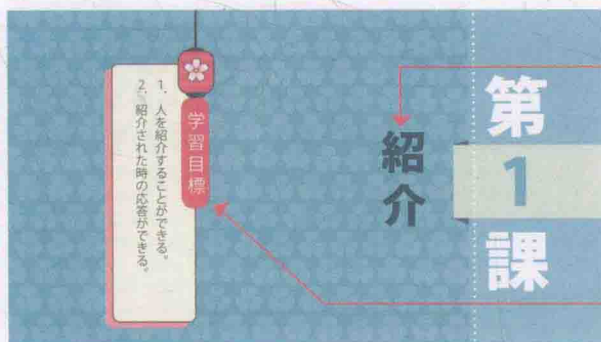 第1課
紹介
学習目標
1. 人を紹介することができる。
2. 紹介された時の応答ができる。